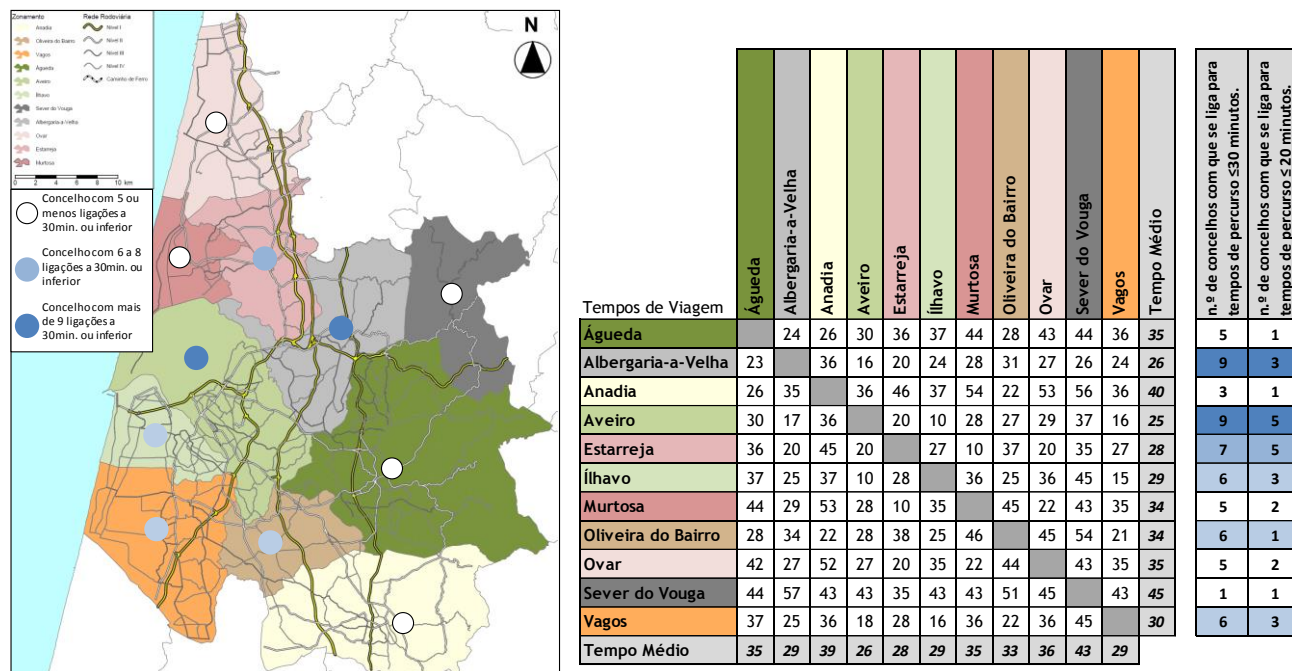 Zonamento
Rede Rodoviária
Anadia
Nível I
Oliveira do Bairro
Nível II
Vagos
Nível III
Águeda
Nível IV
Aveiro
Caminho de Ferro
Ílhavo
Sever do Vouga
Albergaria-a-Velha
Ovar
Estarreja
Murtosa
0 2 4 6 8 10 km
N
Concelho com 5 ou
menos ligações a
30min. ou inferior
Concelho com 6 a 8
ligações a 30min. ou
inferior
Concelho com mais
de 9 ligações a
30min. ou inferior
Tempos de Viagem
Águeda
Albergaria-a-Velha
Anadia
Aveiro
Estarreja
Ílhavo
Murtosa
Oliveira do Bairro
Ovar
Sever do Vouga
Vagos
Tempo Médio
n.º de concelhos com que se liga para
tempos de percurso ≤30 minutos.
n.º de concelhos com que se liga para
tempos de percurso ≤ 20 minutos.
Águeda 24 26 30 36 37 44 28 43 44 36 35 5 1
Albergaria-a-Velha 23 36 16 20 24 28 31 27 26 24 26 9 3
Anadia 26 35 36 46 37 54 22 53 56 36 40 3 1
Aveiro 30 17 36 20 10 28 27 29 37 16 25 9 5
Estarreja 36 20 45 20 27 10 37 20 35 27 28 7 5
Ílhavo 37 25 37 10 28 36 25 36 45 15 29 6 3
Murtosa 44 29 53 28 10 35 45 22 43 35 34 5 2
Oliveira do Bairro 28 34 22 28 38 25 46 45 54 21 34 6 1
Ovar 42 27 52 27 20 35 22 44 43 35 35 5 2
Sever do Vouga 44 57 43 43 35 43 43 51 45 43 45 1 1
Vagos 37 25 36 18 28 16 36 22 36 45 30 6 3
Tempo Médio 35 29 39 26 28 29 35 33 36 43 29